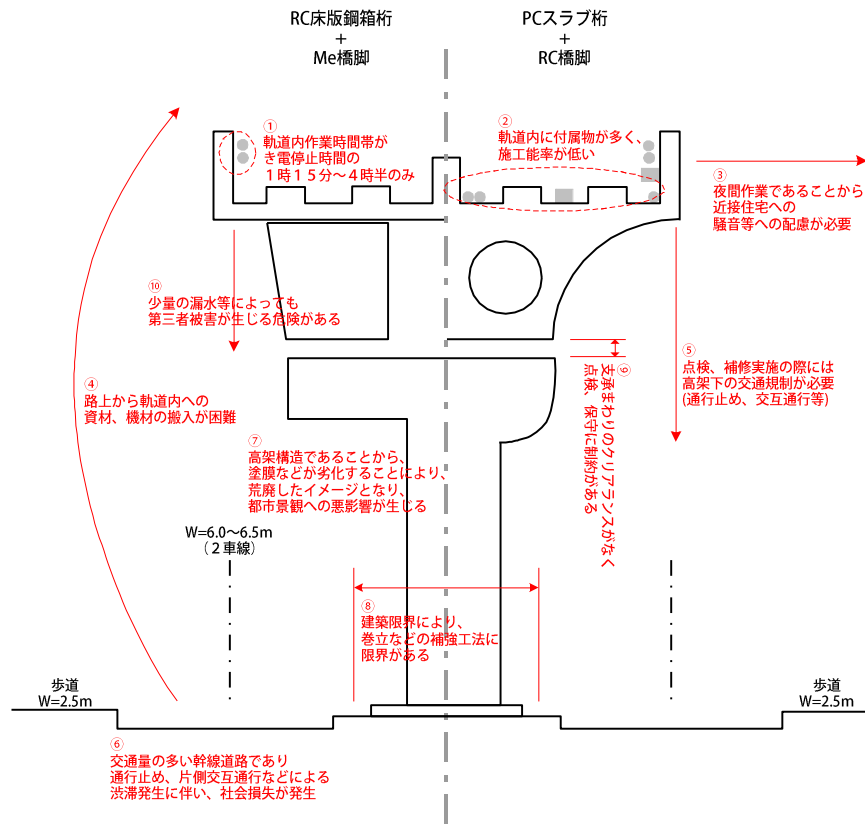 RC床版鋼箱桁
+
Me橋脚
PCスラブ桁
+
RC橋脚
①
軌道内作業時間帯が
き電停止時間の
1時15分～4時半のみ
②
軌道内に付属物が多く、
施工能率が低い
③
夜間作業であることから
近接住宅への
騒音等への配慮が必要
⑩
少量の漏水等によっても
第三者被害が生じる危険がある
④
路上から軌道内への
資材、機材の搬入が困難
⑤
点検、補修実施の際には
高架下の交通規制が必要
(通行止め、交互通行等)
⑨
支承まわりのクリアランスがなく
点検、保守に制約がある
⑦
高架構造であることから、
塗膜などが劣化することにより、
荒廃したイメージとなり、
都市景観への悪影響が生じる
W=6.0～6.5m
（2車線）
⑧
建築限界により、
巻立などの補強工法に
限界がある
歩道
W=2.5m
歩道
W=2.5m
⑥
交通量の多い幹線道路であり
通行止め、片側交互通行などによる
渋滞発生に伴い、社会損失が発生